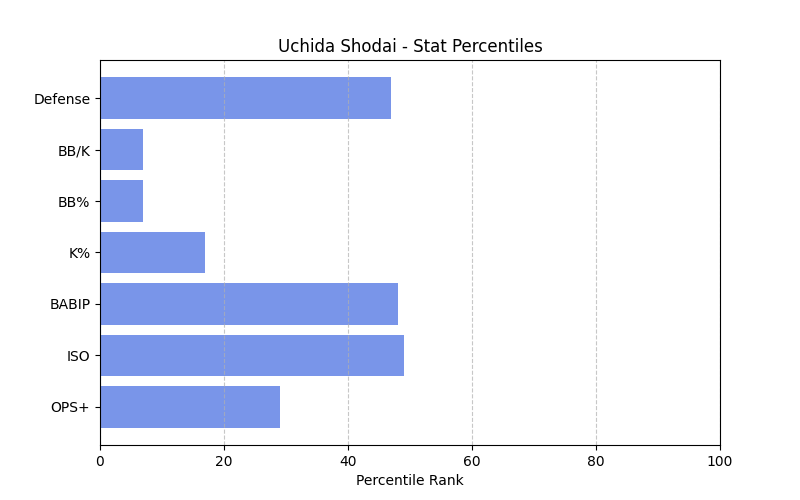 Uchida Shodai - Stat Percentiles
Defense
BB/K
BB%
K%
BABIP
ISO
OPS+
0 20 40 60 80 100
Percentile Rank